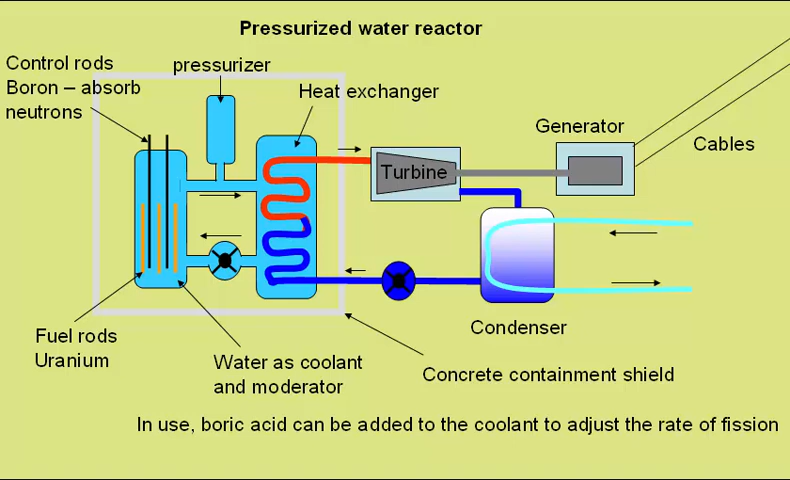 Pressurized water reactor
Control rods
Boron – absorb
neutrons
pressurizer
Heat exchanger
Generator
Cables
Turbine
Condenser
Fuel rods
Uranium
Water as coolant
and moderator
Concrete containment shield
In use, boric acid can be added to the coolant to adjust the rate of fission